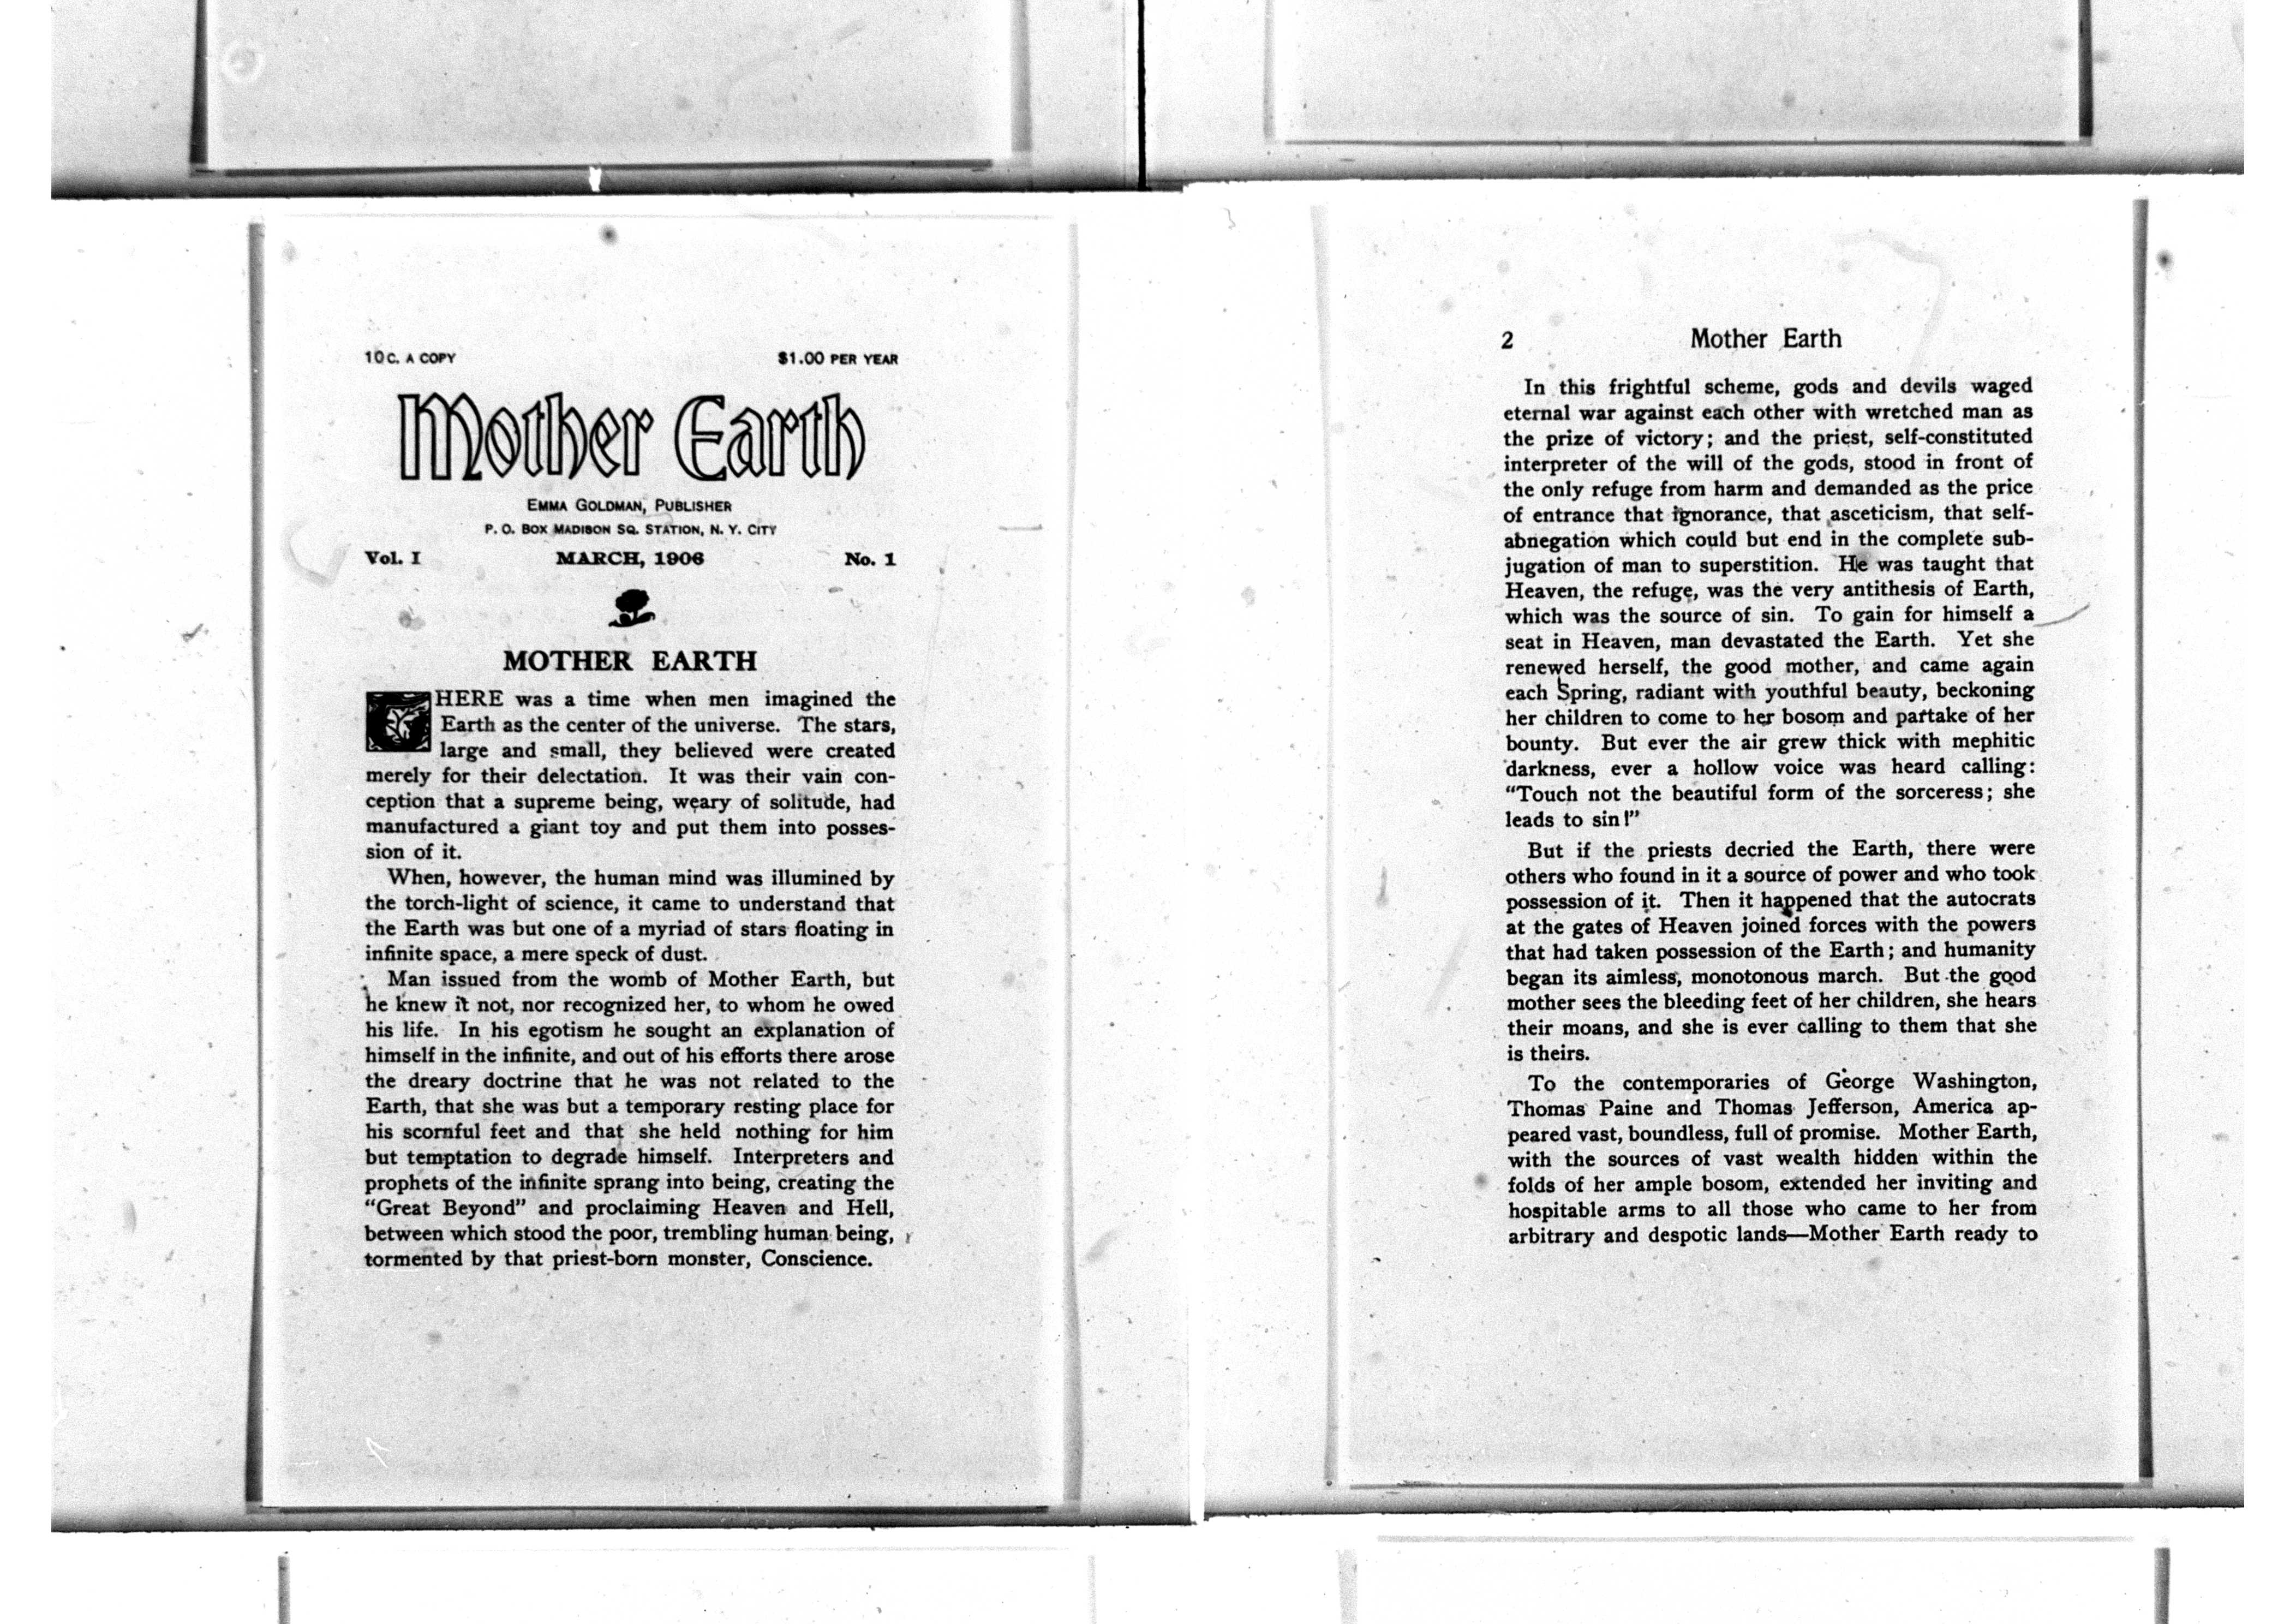 10C. A COPY $1.00 PER YEAR
Mother Earth
EMMA GOLDMAN, PUBLISHER
P. O. BOX MADISON SQ. STATION, N. Y. CITY
Vol. I MARCH, 1906 No. 1
MOTHER EARTH
THERE was a time when men imagined the
Earth as the center of the universe. The stars,
large and small, they believed were created
merely for their delectation. It was their vain con-
ception that a supreme being, weary of solitude, had
manufactured a giant toy and put them into posses-
sion of it.
When, however, the human mind was illumined by
the torch-light of science, it came to understand that
the Earth was but one of a myriad of stars floating in
infinite space, a mere speck of dust.
Man issued from the womb of Mother Earth, but
he knew it not, nor recognized her, to whom he owed
his life. In his egotism he sought an explanation of
himself in the infinite, and out of his efforts there arose
the dreary doctrine that he was not related to the
Earth, that she was but a temporary resting place for
his scornful feet and that she held nothing for him
but temptation to degrade himself. Interpreters and
prophets of the infinite sprang into being, creating the
“Great Beyond” and proclaiming Heaven and Hell,
between which stood the poor, trembling human being,
tormented by that priest-born monster, Conscience.
2 Mother Earth
In this frightful scheme, gods and devils waged
eternal war against each other with wretched man as
the prize of victory; and the priest, self-constituted
interpreter of the will of the gods, stood in front of
the only refuge from harm and demanded as the price
of entrance that ignorance, that asceticism, that self-
abnegation which could but end in the complete sub-
jugation of man to superstition. He was taught that
Heaven, the refuge, was the very antithesis of Earth,
which was the source of sin. To gain for himself a
seat in Heaven, man devastated the Earth. Yet she
renewed herself, the good mother, and came again
each Spring, radiant with youthful beauty, beckoning
her children to come to her bosom and partake of her
bounty. But ever the air grew thick with mephitic
darkness, ever a hollow voice was heard calling:
“Touch not the beautiful form of the sorceress; she
leads to sin!”
But if the priests decried the Earth, there were
others who found in it a source of power and who took
possession of it. Then it happened that the autocrats
at the gates of Heaven joined forces with the powers
that had taken possession of the Earth; and humanity
began its aimless, monotonous march. But the good
mother sees the bleeding feet of her children, she hears
their moans, and she is ever calling to them that she
is theirs.
To the contemporaries of George Washington,
Thomas Paine and Thomas Jefferson, America ap-
peared vast, boundless, full of promise. Mother Earth,
with the sources of vast wealth hidden within the
folds of her ample bosom, extended her inviting and
hospitable arms to all those who came to her from
arbitrary and despotic lands—Mother Earth ready to